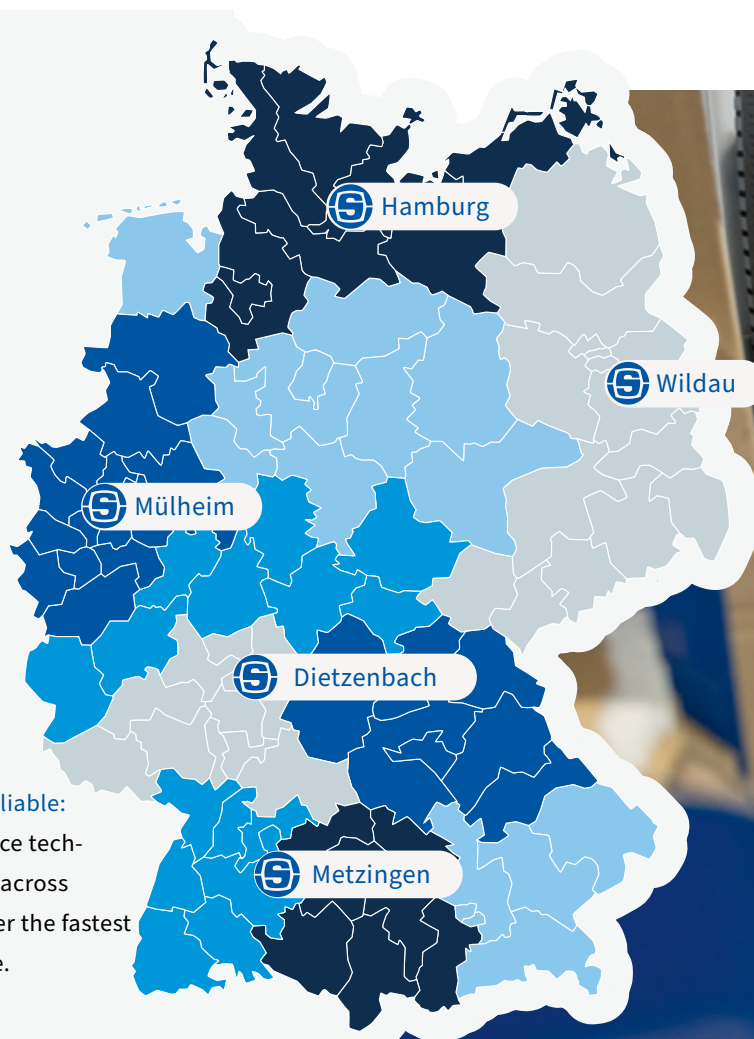 Hamburg
Wildau
Mülheim
Dietzenbach
liable:
ce tech-
across
Metzingen
er the fastest
e.